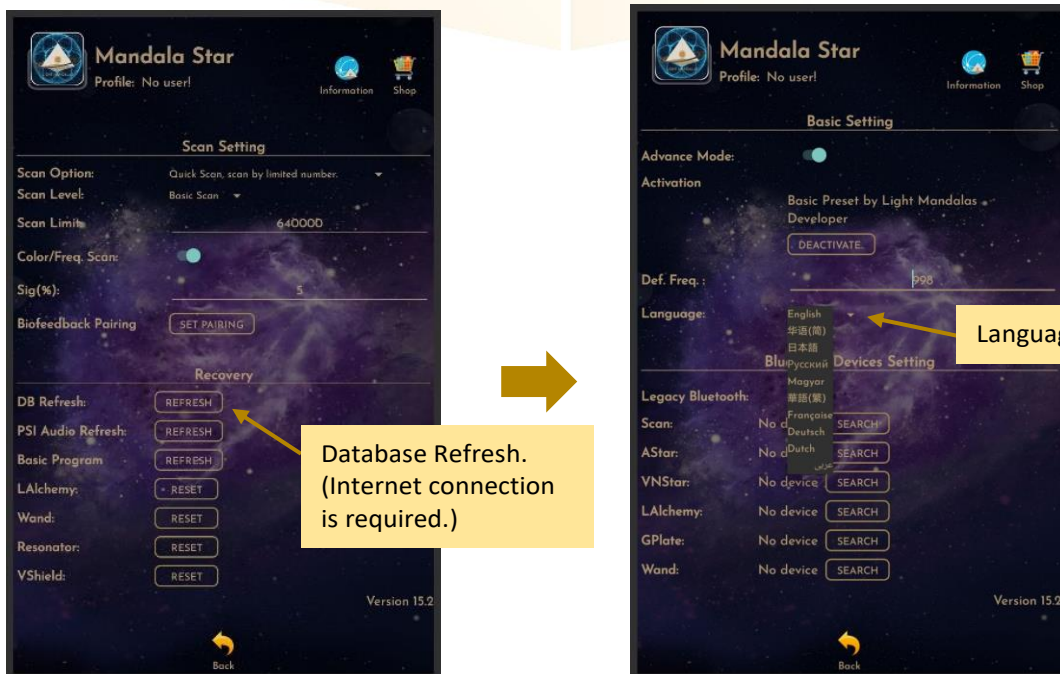 Mandala Star
Profile: No user!
Information
Shop
Scan Setting
Scan Option: Quick Scan, scan by limited number.
Scan Level: Basic Scan
Scan Limit: 640000
Color/Freq. Scan:
Sig(%): 5
Biofeedback Pairing SET PAIRING
Recovery
DB Refresh: REFRESH
PSI Audio Refresh: REFRESH
Basic Program REFRESH
LAlchemy: RESET
Wand: RESET
Resonator: RESET
VShield: RESET
Version 15.2
Back
Database Refresh.
(Internet connection
is required.)
Mandala Star
Profile: No user!
Information
Shop
Basic Setting
Advance Mode:
Activation
Basic Preset by Light Mandalas
Developer
DEACTIVATE
Def. Freq. : 998
Language: English
华语(简)
日本語
Русский
Magyar
華語(繁)
Française
Deutsch
Dutch
عربى
Langua
Devices Setting
Legacy Bluetooth:
Scan: SEARCH
AStar: SEARCH
VNStar: No device SEARCH
LAlchemy: No device SEARCH
GPlate: No device SEARCH
Wand: No device SEARCH
Version 15.2
Back